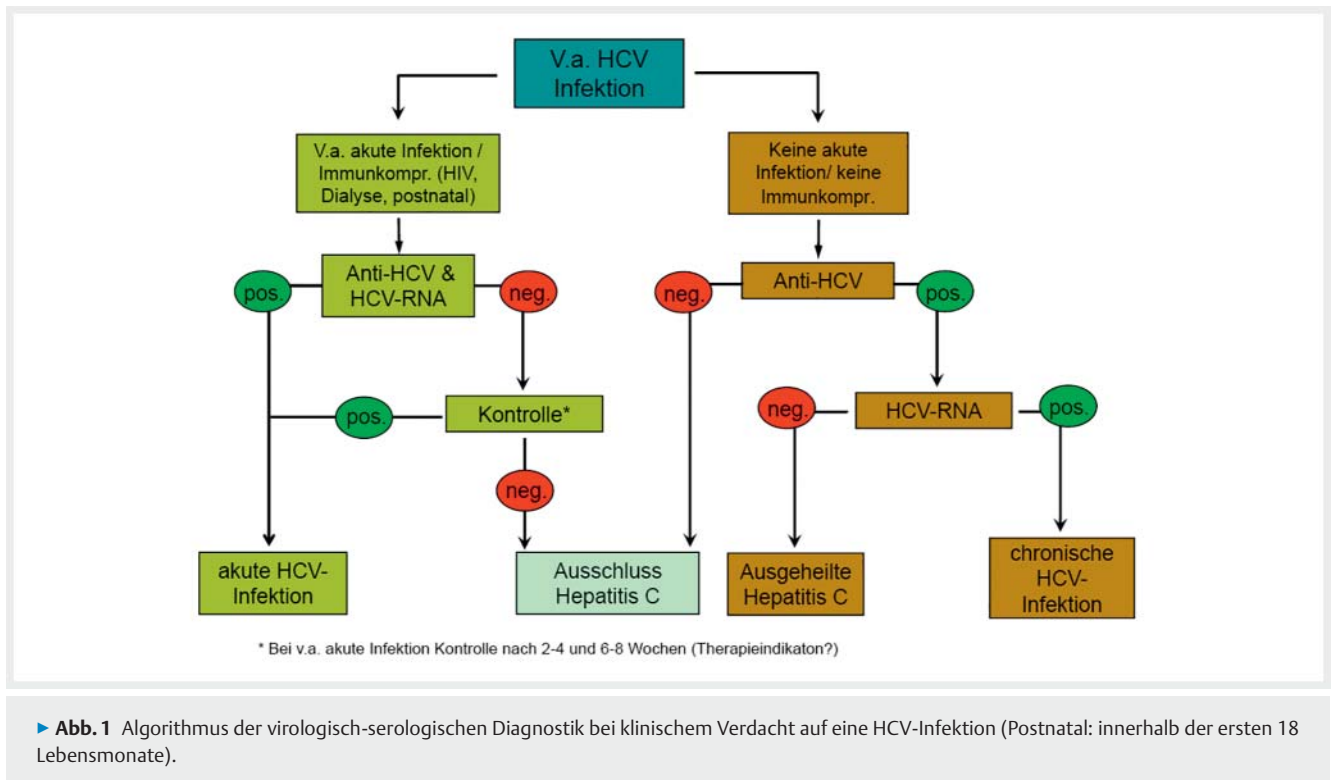 V.a. HCV
Infektion
V.a. akute Infektion /
Immunkompr. (HIV,
Dialyse, postnatal)
Keine akute
Infektion/ keine
Immunkompr.
pos.
Anti-HCV &
HCV-RNA
neg.
neg.
Anti-HCV
pos.
pos.
Kontrolle*
neg.
HCV-RNA
pos.
neg.
akute HCV-
Infektion
Ausschluss
Hepatitis C
Ausgeheilte
Hepatitis C
chronische
HCV-
Infektion
* Bei v.a. akute Infektion Kontrolle nach 2-4 und 6-8 Wochen (Therapieindikaton?)
► Abb. 1 Algorithmus der virologisch-serologischen Diagnostik bei klinischem Verdacht auf eine HCV-Infektion (Postnatal: innerhalb der ersten 18
Lebensmonate).